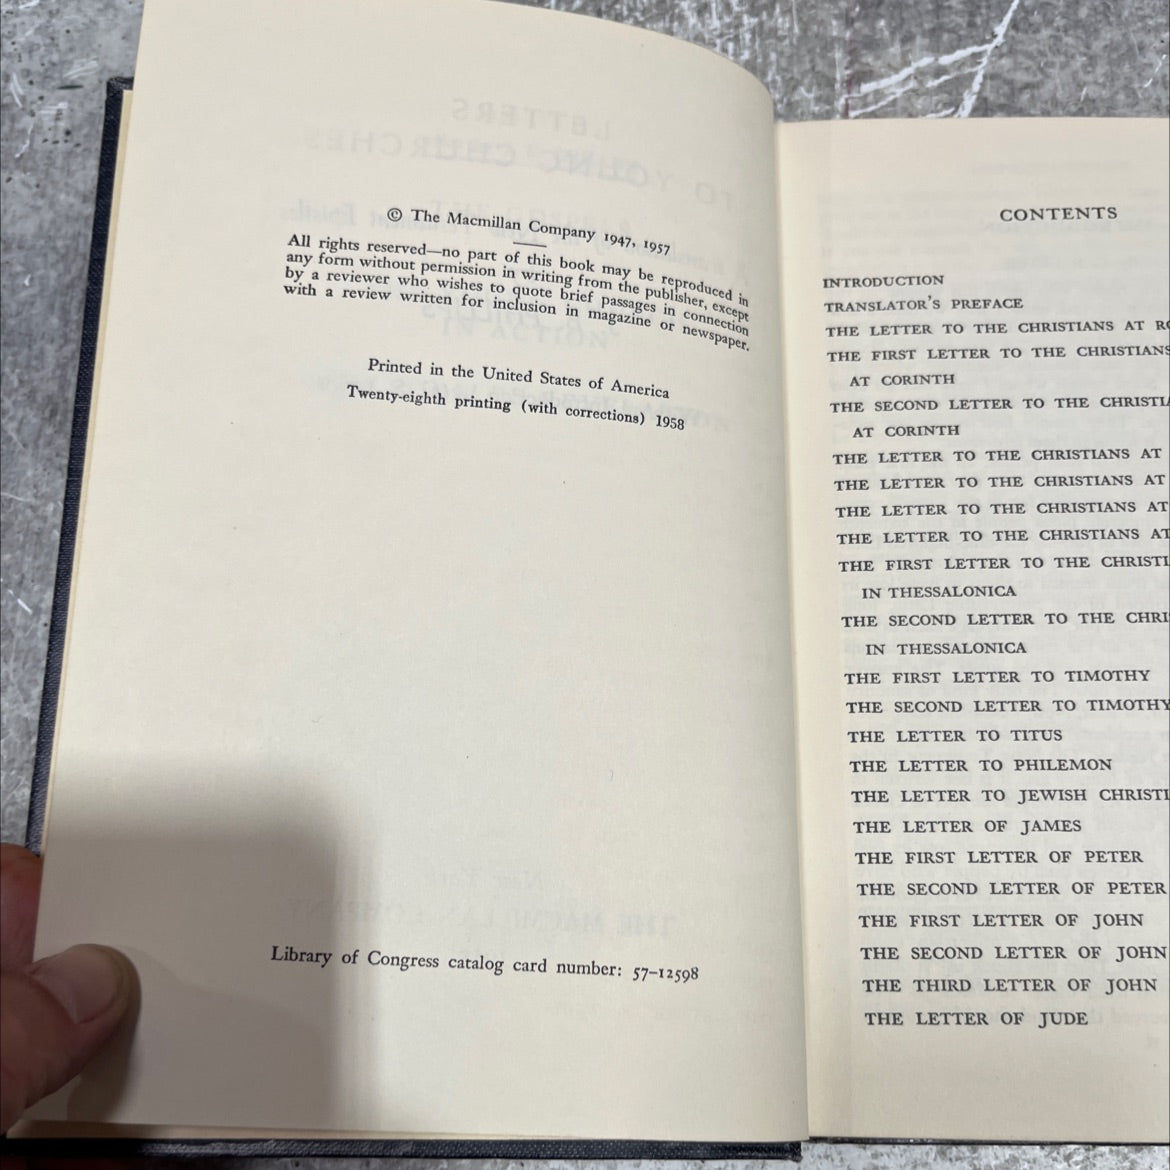 © The Macmillan Company 1947, 1957
All rights reserved—no part of this book may be reproduced in
any form without permission in writing from the publisher, except
by a reviewer who wishes to quote brief passages in connection
with a review written for inclusion in magazine or newspaper.
Printed in the United States of America
Twenty-eighth printing (with corrections) 1958
Library of Congress catalog card number: 57–12598
CONTENTS
INTRODUCTION
TRANSLATOR'S PREFACE
THE LETTER TO THE CHRISTIANS AT
THE FIRST LETTER TO THE CHRISTIANS
AT CORINTH
THE SECOND LETTER TO THE
AT CORINTH
THE LETTER TO THE CHRISTIANS AT
THE LETTER TO THE CHRISTIANS AT
THE LETTER TO THE CHRISTIANS AT
THE LETTER TO THE CHRISTIANS AT
THE FIRST LETTER TO THE
IN THESSALONICA
THE SECOND LETTER TO THE
IN THESSALONICA
THE FIRST LETTER TO TIMOTHY
THE SECOND LETTER TO TIMOTHY
THE LETTER TO TITUS
THE LETTER TO PHILEMON
THE LETTER TO JEWISH
THE LETTER OF JAMES
THE FIRST LETTER OF PETER
THE SECOND LETTER OF PETER
THE FIRST LETTER OF JOHN
THE SECOND LETTER OF JOHN
THE THIRD LETTER OF JOHN
THE LETTER OF JUDE